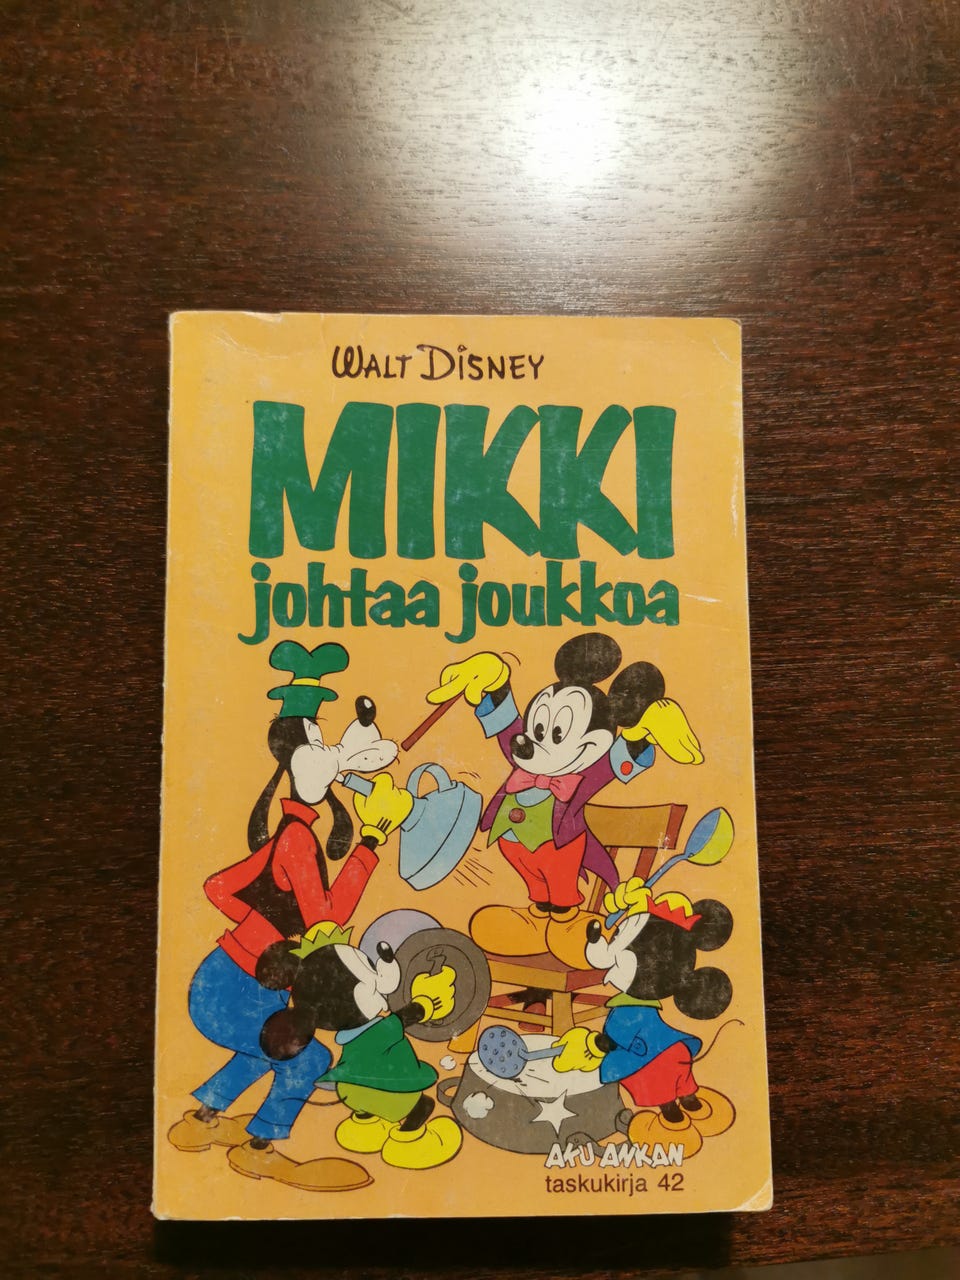 WALT DISNEY
MIKKI
johtaa joukkoa
AKU ANKAN
taskukirja 42